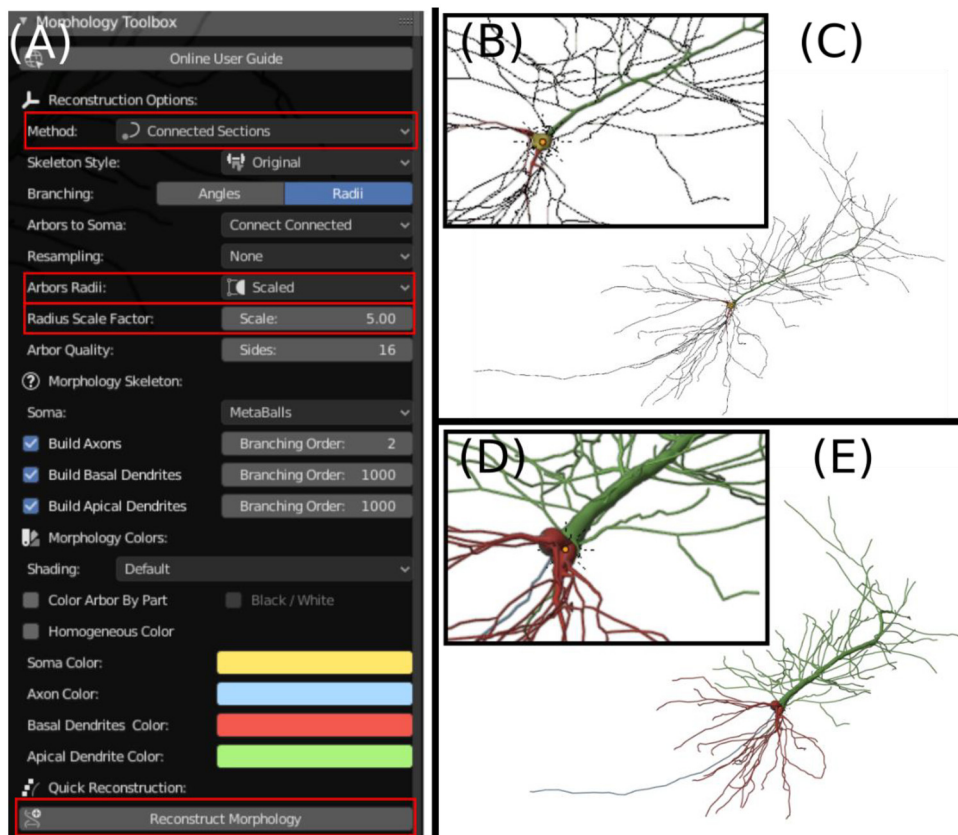 (A)
Morphology Toolbox
Online User Guide
Reconstruction Options:
Method: Connected Sections
Skeleton Style: Original
Branching: Angles Radii
Arbors to Soma: Connect Connected
Resampling: None
Arbors Radii: Scaled
Radius Scale Factor: Scale: 5.00
Arbor Quality: Sides: 16
Morphology Skeleton:
Soma: MetaBalls
Build Axons Branching Order: 2
Build Basal Dendrites Branching Order: 1000
Build Apical Dendrites Branching Order: 1000
Morphology Colors:
Shading: Default
Color Arbor By Part Black / White
Homogeneous Color
Soma Color:
Axon Color:
Basal Dendrites Color:
Apical Dendrite Color:
Quick Reconstruction:
Reconstruct Morphology
(B)
(C)
(D)
(E)